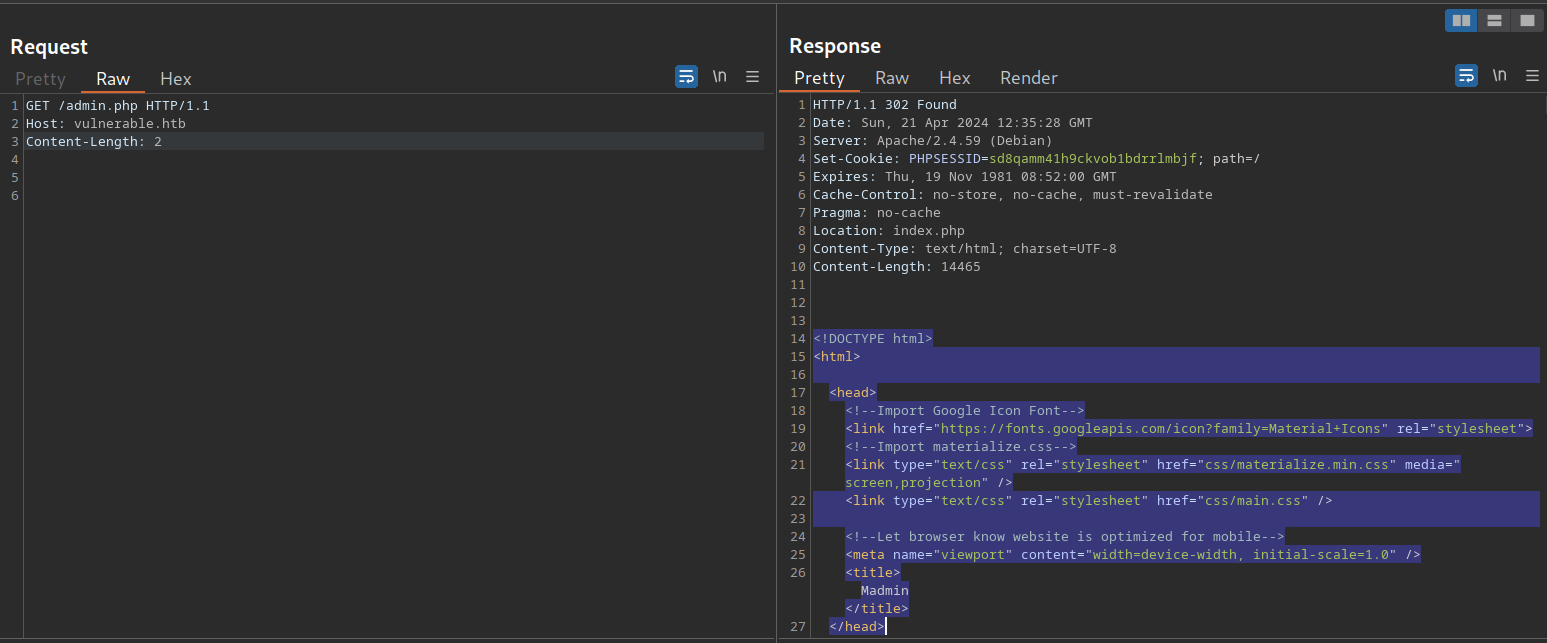 Request
Pretty Raw Hex
\n
1 GET /admin.php HTTP/1.1
2 Host: vulnerable.htb
3 Content-Length: 2
4
5
6
Response
Pretty Raw Hex Render
\n
1 HTTP/1.1 302 Found
2 Date: Sun, 21 Apr 2024 12:35:28 GMT
3 Server: Apache/2.4.59 (Debian)
4 Set-Cookie: PHPSESSID=sd8qamm41h9ckvob1bdrrlmbjf; path=/
5 Expires: Thu, 19 Nov 1981 08:52:00 GMT
6 Cache-Control: no-store, no-cache, must-revalidate
7 Pragma: no-cache
8 Location: index.php
9 Content-Type: text/html; charset=UTF-8
10 Content-Length: 14465
11
12
13
14 <!DOCTYPE html>
15 <html>
16
17 <head>
18 <!--Import Google Icon Font-->
19 <link href="https://fonts.googleapis.com/icon?family=Material+Icons" rel="stylesheet">
20 <!--Import materialize.css-->
21 <link type="text/css" rel="stylesheet" href="css/materialize.min.css" media="
screen,projection" />
22 <link type="text/css" rel="stylesheet" href="css/main.css" />
23
24 <!--Let browser know website is optimized for mobile-->
25 <meta name="viewport" content="width=device-width, initial-scale=1.0" />
26 <title>
Madmin
</title>
27 </head>